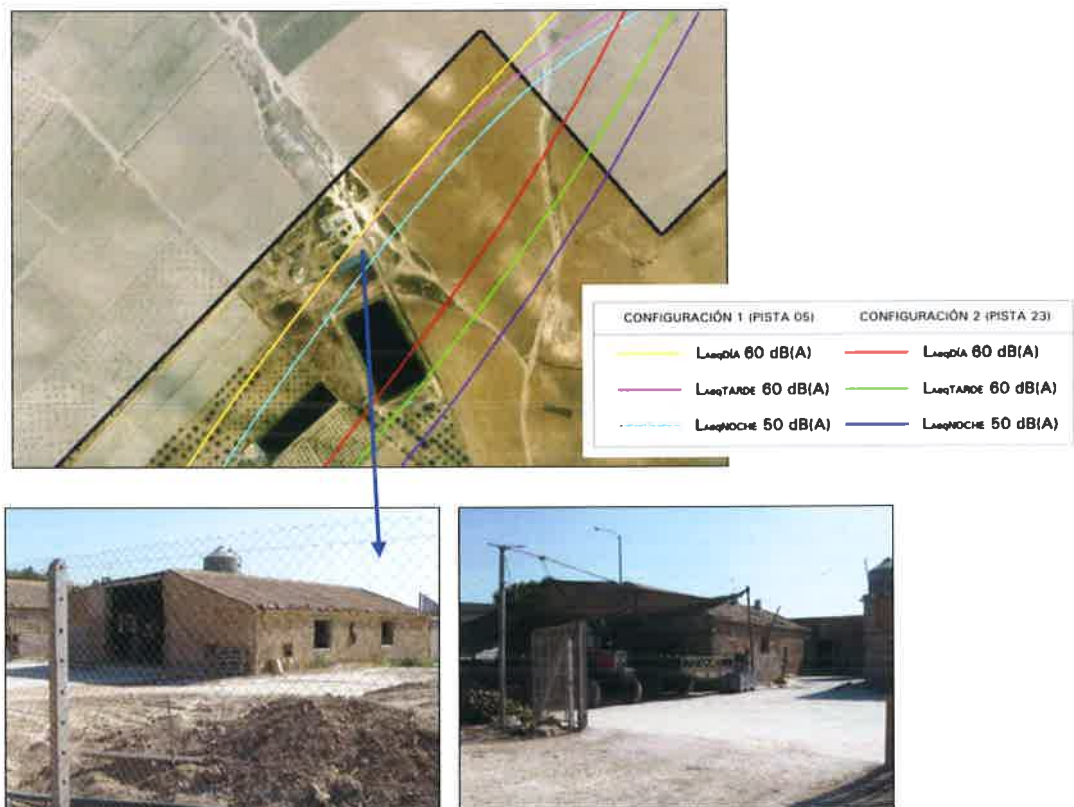 CONFIGURACIÓN 1 (PISTA 05) CONFIGURACIÓN 2 (PISTA 23)
LAeqDÍA 60 dB(A) LAeqDÍA 60 dB(A)
LAeqTARDE 60 dB(A) LAeqTARDE 60 dB(A)
LAeqNOCHE 50 dB(A) LAeqNOCHE 50 dB(A)